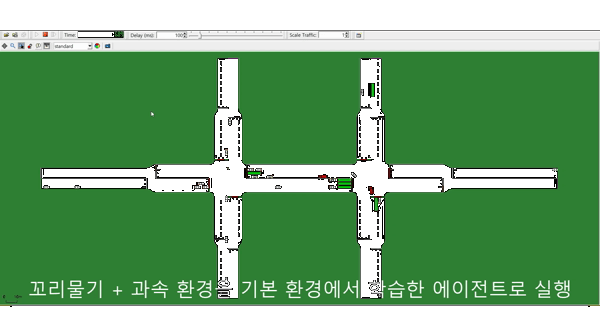 Time:
Delay (ms): 100
Scale Traffic: 1
standard
꼬리물기 + 과속 환경을 기본 환경에서 학습한 에이전트로 실행